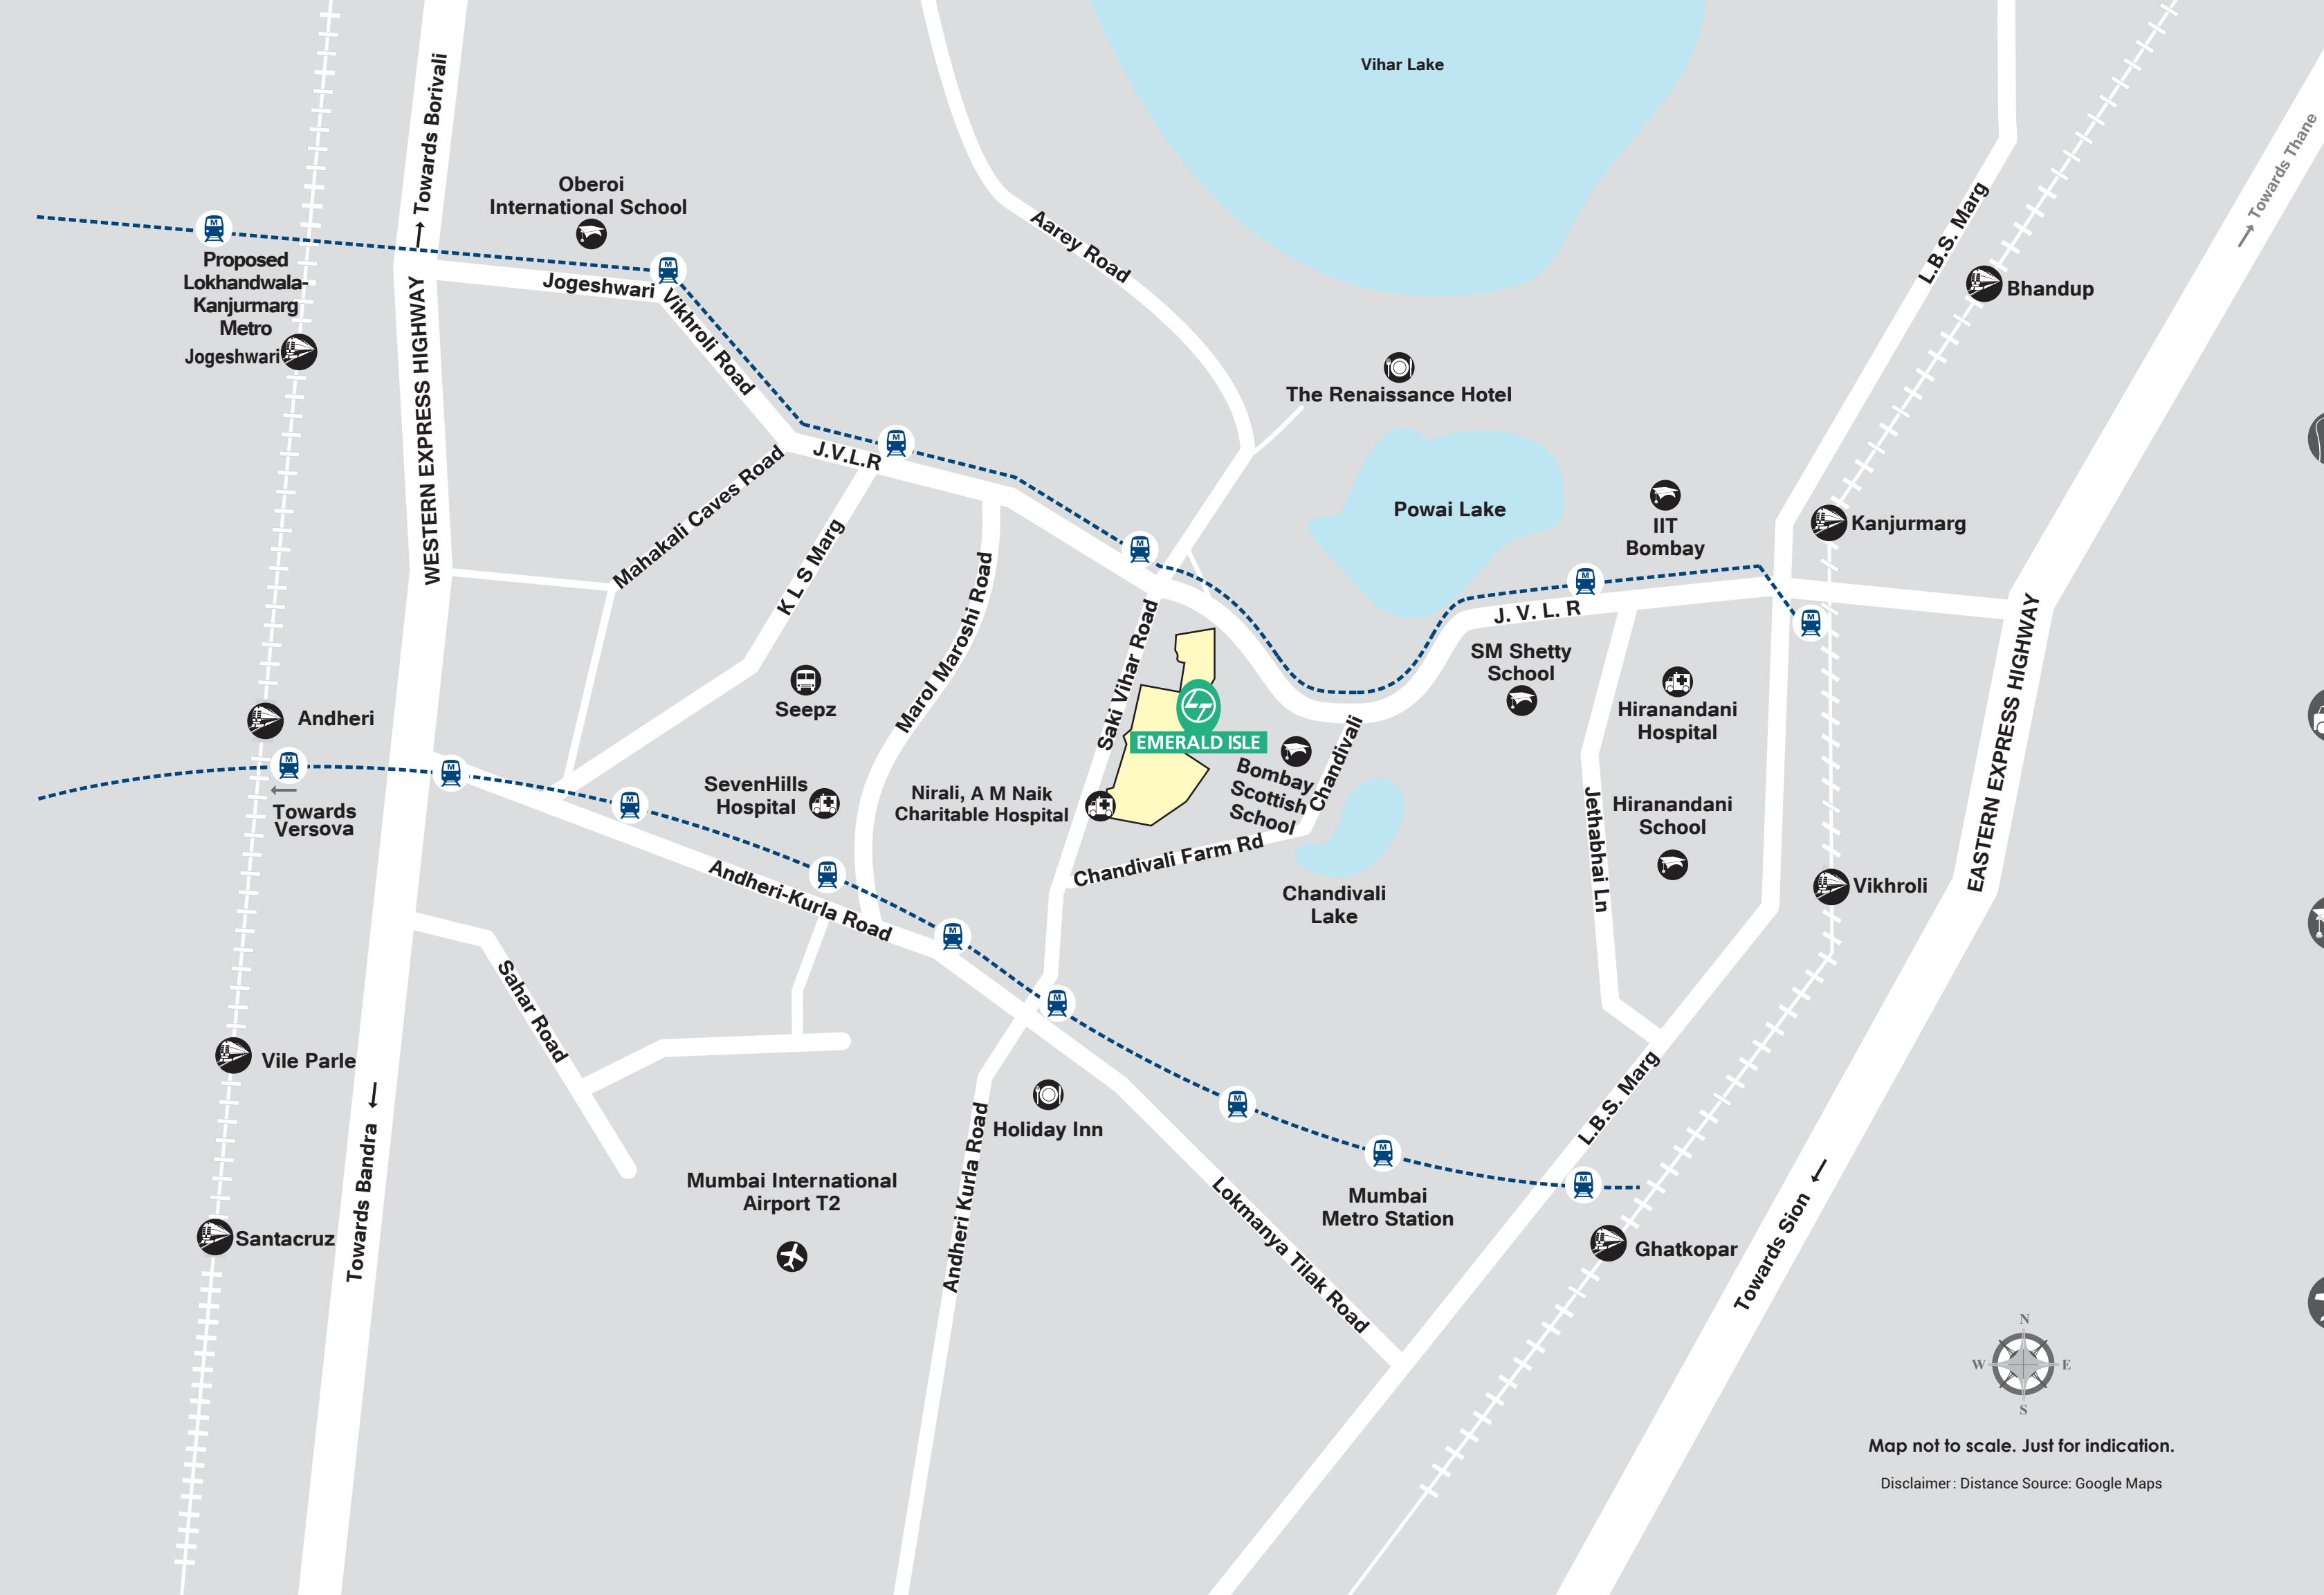 Vihar Lake
Towards Borivali
Towards Thane
Oberoi
International School
L.B.S. Marg
Aarey Road
Proposed
Lokhandwala-
Kanjurmarg
Metro
Jogeshwari
Jogeshwari
Vikhroli Road
WESTERN EXPRESS HIGHWAY
Bhandup
The Renaissance Hotel
J.V.L.R
Mahakali Caves Road
K L S Marg
Powai Lake
IIT
Bombay
Kanjurmarg
Marol Maroshi Road
Saki Vihar Road
J. V. L. R
SM Shetty
School
Seepz
Hiranandani
Hospital
Andheri
EMERALD ISLE
Bombay
Scottish
School
Chandivali
EASTERN EXPRESS HIGHWAY
SevenHills
Hospital
Nirali, A M Naik
Charitable Hospital
Towards
Versova
Jethabhai Ln
Hiranandani
School
Chandivali Farm Rd
Andheri-Kurla Road
Chandivali
Lake
Vikhroli
Sahar Road
Vile Parle
L.B.S. Marg
Holiday Inn
Andheri Kurla Road
Towards Bandra
Mumbai International
Airport T2
Lokmanya Tilak Road
Mumbai
Metro Station
Santacruz
Ghatkopar
Towards Sion
N
W
E
S
Map not to scale. Just for indication.
Disclaimer : Distance Source: Google Maps